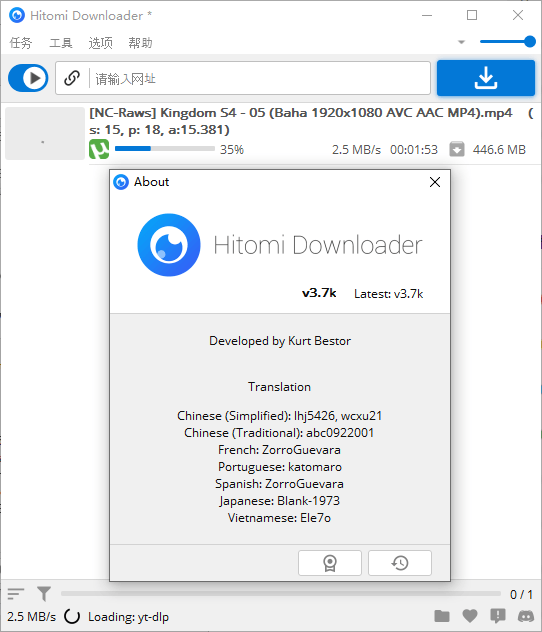 Hitomi Downloader *
任务 工具 选项 帮助
请输入网址
[NC-Raws] Kingdom S4 - 05 (Baha 1920x1080 AVC AAC MP4).mp4 (
s: 15, p: 18, a:15.381)
35% 2.5 MB/s 00:01:53 446.6 MB
About
Hitomi Downloader
v3.7k Latest: v3.7k
Developed by Kurt Bestor
Translation
Chinese (Simplified): lhj5426, wcxu21
Chinese (Traditional): abc0922001
French: ZorroGuevara
Portuguese: katomaro
Spanish: ZorroGuevara
Japanese: Blank-1973
Vietnamese: Ele7o
0 / 1
2.5 MB/s Loading: yt-dlp